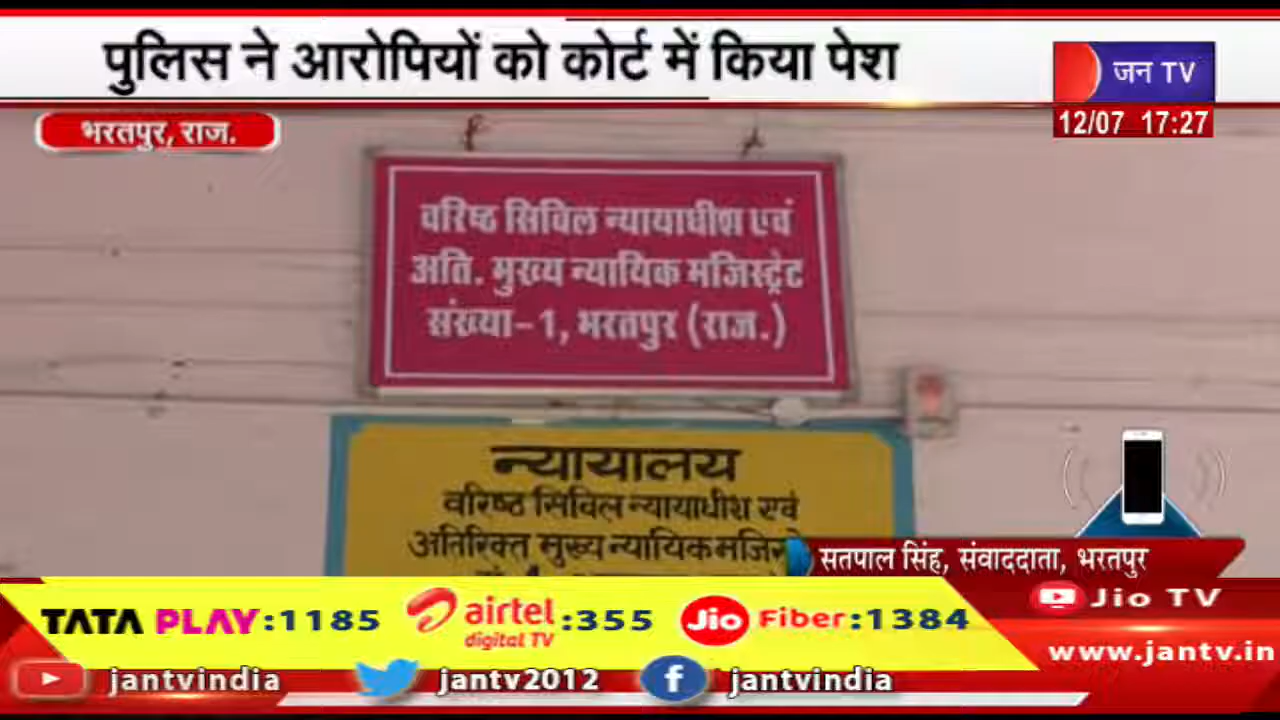 पुलिस ने आरोपियों को कोर्ट में किया पेश
जन TV
12/07 17:27
भरतपुर, राज.
वरिष्ठ सिविल न्यायाधीश एवं
अति. मुख्य न्यायिक मजिस्ट्रेट
संख्या-1, भरतपुर (राज.)
न्यायालय
वरिष्ठ सिविल न्यायाधीश एवं
अतिरिक्त मुख्य न्यायिक
सतपाल सिंह, संवाददाता, भरतपुर
TATA PLAY:1185 airtel digital TV :355 Jio Fiber:1384
Jio TV
www.jantv.in
jantvindia jantv2012 jantvindia